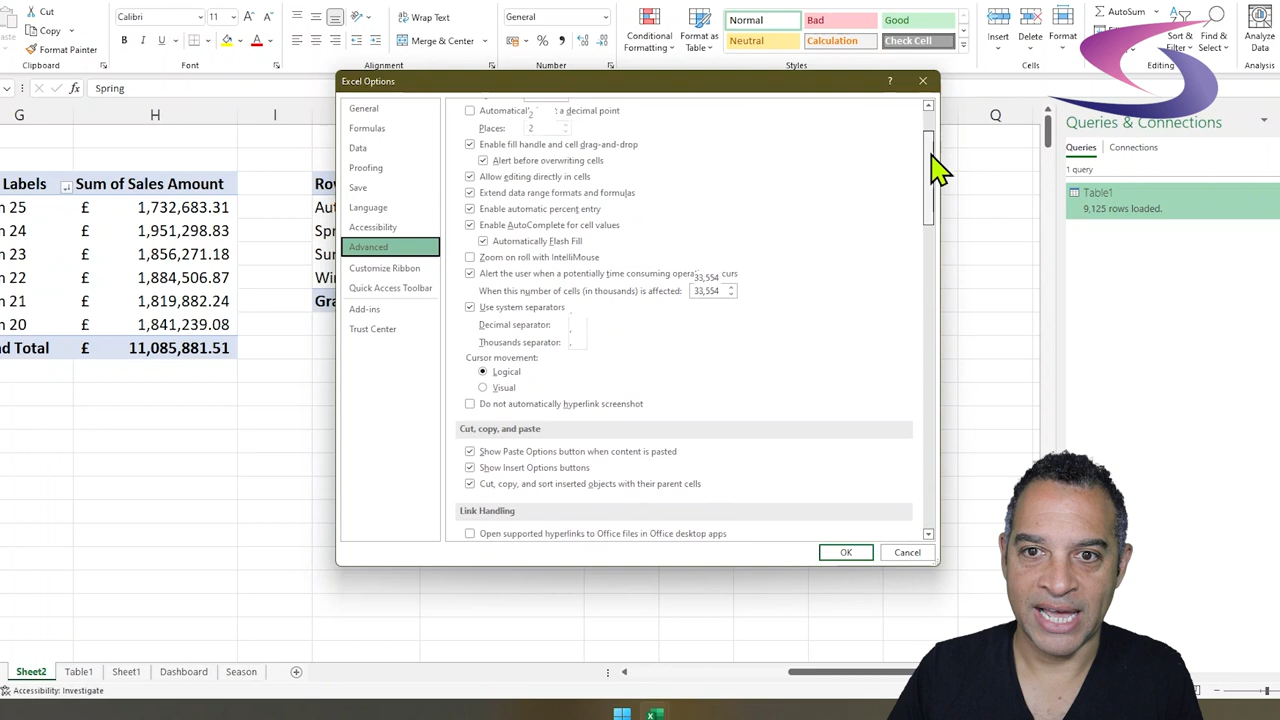 Cut
Calibri
11
Wrap Text
General
Normal
Bad
Good
AutoSum
Copy
Format Painter
B I U
Merge & Center
Conditional
Formatting
Format as
Table
Neutral
Calculation
Check Cell
Insert
Delete
Format
Sort &
Filter
Find &
Select
Analyze
Data
Clipboard
Font
Alignment
Number
Styles
Cells
Editing
Analysis
fx
Spring
Excel Options
?
G
H
I
Q
Labels
Sum of Sales Amount
25 £ 1,732,683.31
24 £ 1,951,298.83
23 £ 1,856,271.18
22 £ 1,884,506.87
21 £ 1,819,882.24
20 £ 1,841,239.08
Total £ 11,085,881.51
General
Formulas
Data
Proofing
Save
Language
Accessibility
Advanced
Customize Ribbon
Quick Access Toolbar
Add-ins
Trust Center
a decimal point
Places: 2
Enable fill handle and cell drag-and-drop
Alert before overwriting cells
Allow editing directly in cells
Extend data range formats and formulas
Enable automatic percent entry
Enable AutoComplete for cell values
Automatically Flash Fill
Zoom on roll with IntelliMouse
Alert the user when a potentially time consuming
When this number of cells (in thousands) is affected: 33,554
Use system separators
Decimal separator:
Thousands separator: ,
Cursor movement:
Logical
Visual
Do not automatically hyperlink screenshot
Cut, copy, and paste
Show Paste Options button when content is pasted
Show Insert Options buttons
Cut, copy, and sort inserted objects with their parent cells
Link Handling
Open supported hyperlinks to Office files in Office desktop apps
OK
Cancel
Queries & Connections
Queries
Connections
1 query
Table1
9,125 rows loaded.
Sheet2
Table1
Sheet1
Dashboard
Season
Accessibility: Investigate